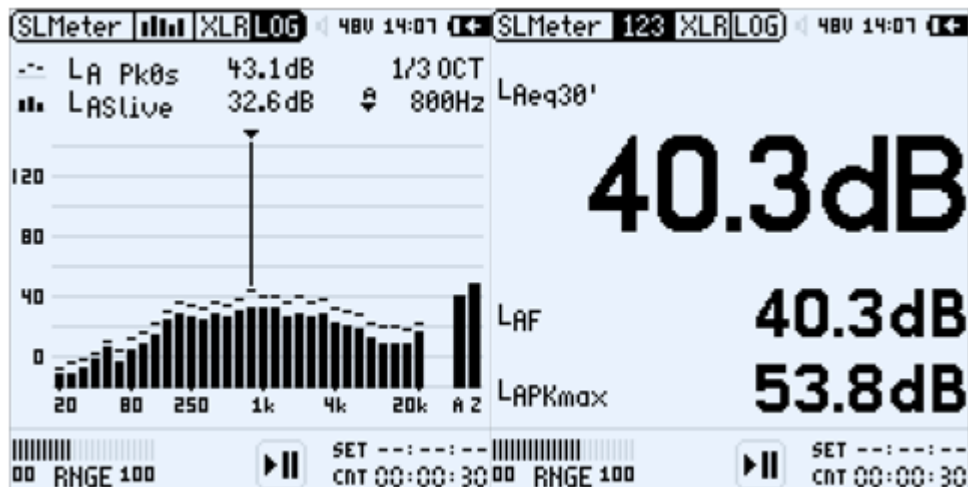 SLMeter XLR LOG 48V 14:07
LA Pk0s 43.1dB 1/3 OCT
LASlive 32.6dB A 800Hz
120
80
40
0
20 80 250 1k 4k 20k A Z
SET --:--:--
00 RNGE 100 CNT 00:00:30
SLMeter 123 XLR LOG 48V 14:07
LAeq30'
40.3dB
LAF 40.3dB
LAPKmax 53.8dB
SET --:--:--
00 RNGE 100 CNT 00:00:30